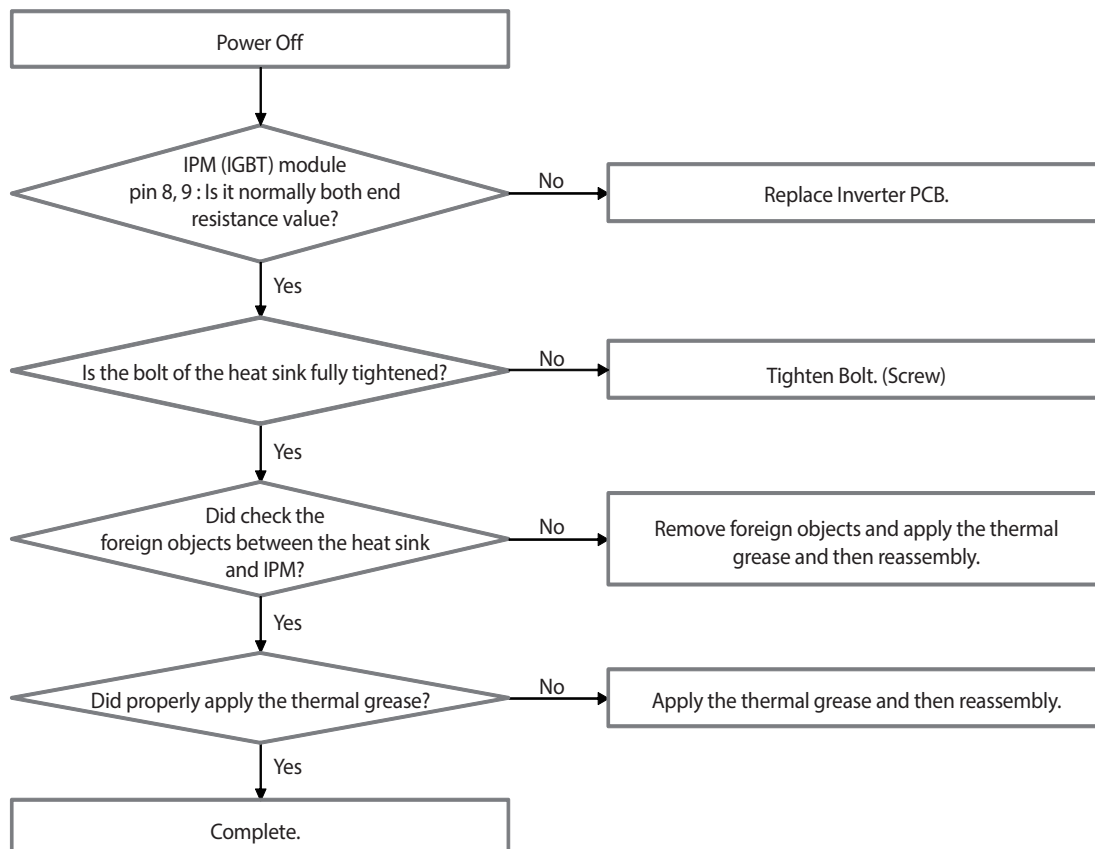 Power Off
IPM (IGBT) module
pin 8, 9 : Is it normally both end
resistance value?
No
Replace Inverter PCB.
Yes
Is the bolt of the heat sink fully tightened?
No
Tighten Bolt. (Screw)
Yes
Did check the
foreign objects between the heat sink
and IPM?
No
Remove foreign objects and apply the thermal
grease and then reassembly.
Yes
Did properly apply the thermal grease?
No
Apply the thermal grease and then reassembly.
Yes
Complete.